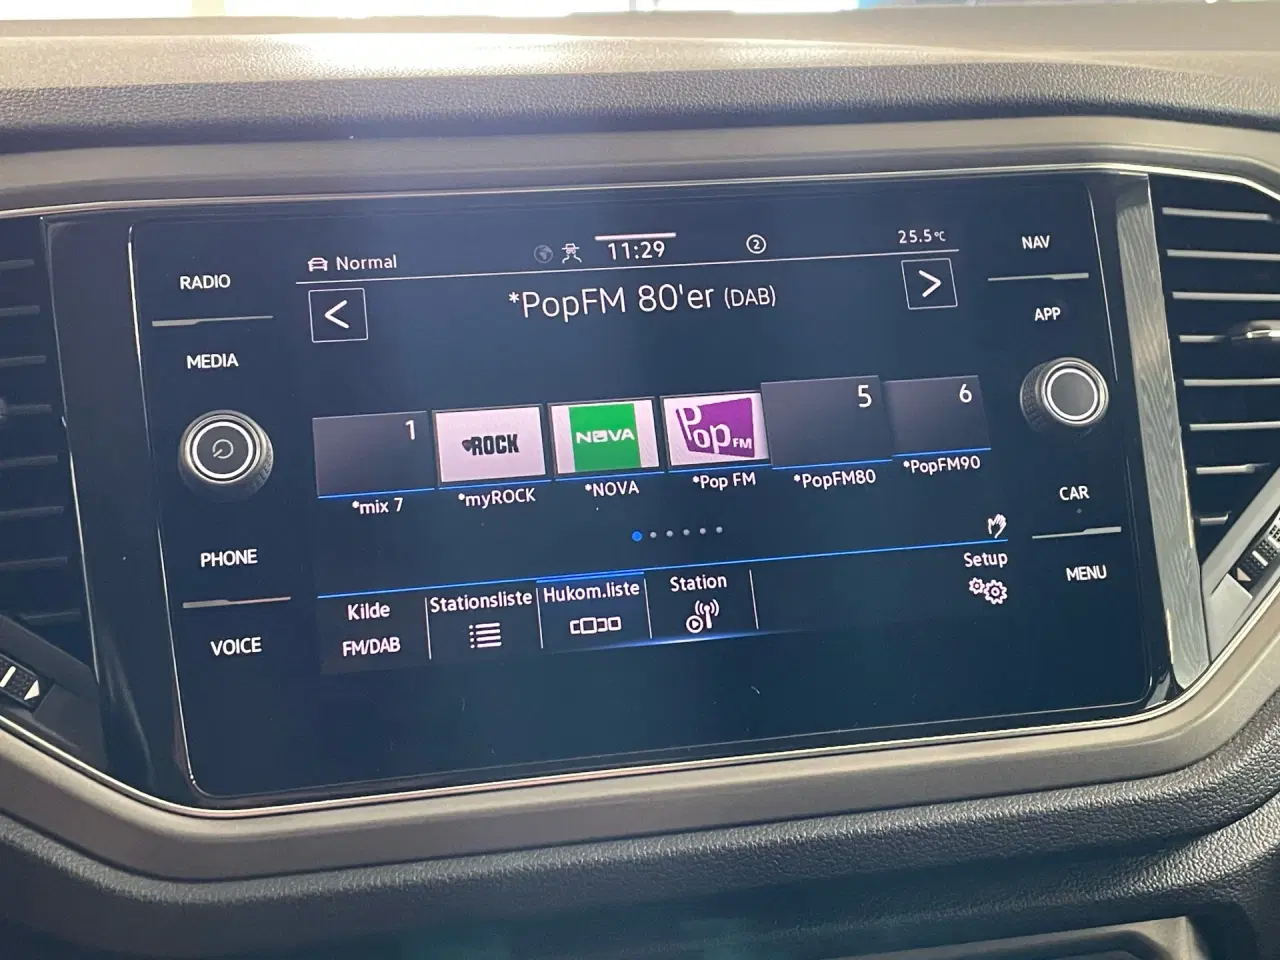 RADIO
MEDIA
PHONE
VOICE
Normal
11:29
2
25.5°C
*PopFM 80'er (DAB)
1
ROCK
NOVA
Pop FM
5
6
*mix 7
*myROCK
*NOVA
*Pop FM
*PopFM80
*PopFM90
Kilde
FM/DAB
Stationsliste
Hukom.liste
Station
Setup
NAV
APP
CAR
MENU